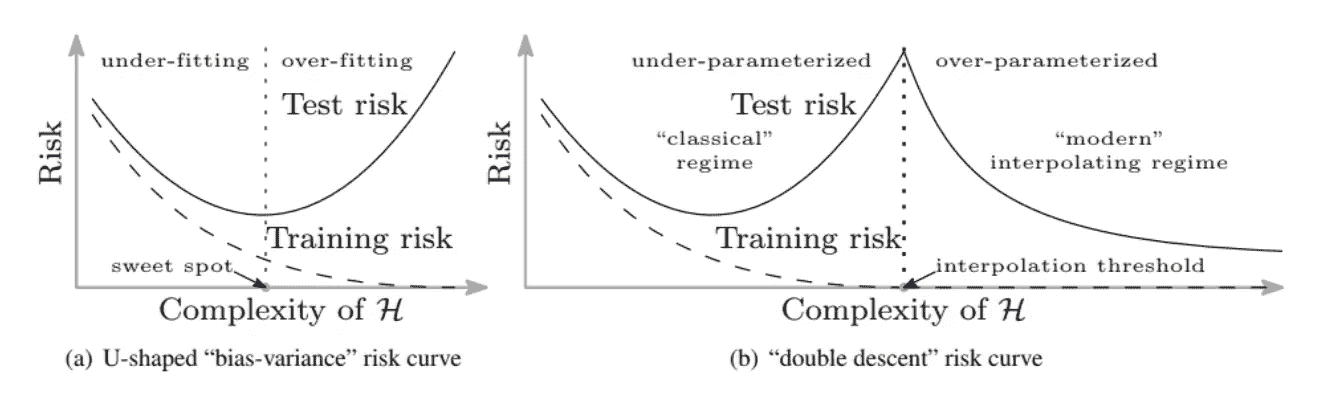 under-fitting
over-fitting
Test risk
Risk
Training risk
sweet spot
Complexity of ℋ
(a) U-shaped “bias-variance” risk curve
under-parameterized
over-parameterized
Test risk
“classical”
regime
“modern”
interpolating regime
Risk
Training risk
interpolation threshold
Complexity of ℋ
(b) “double descent” risk curve